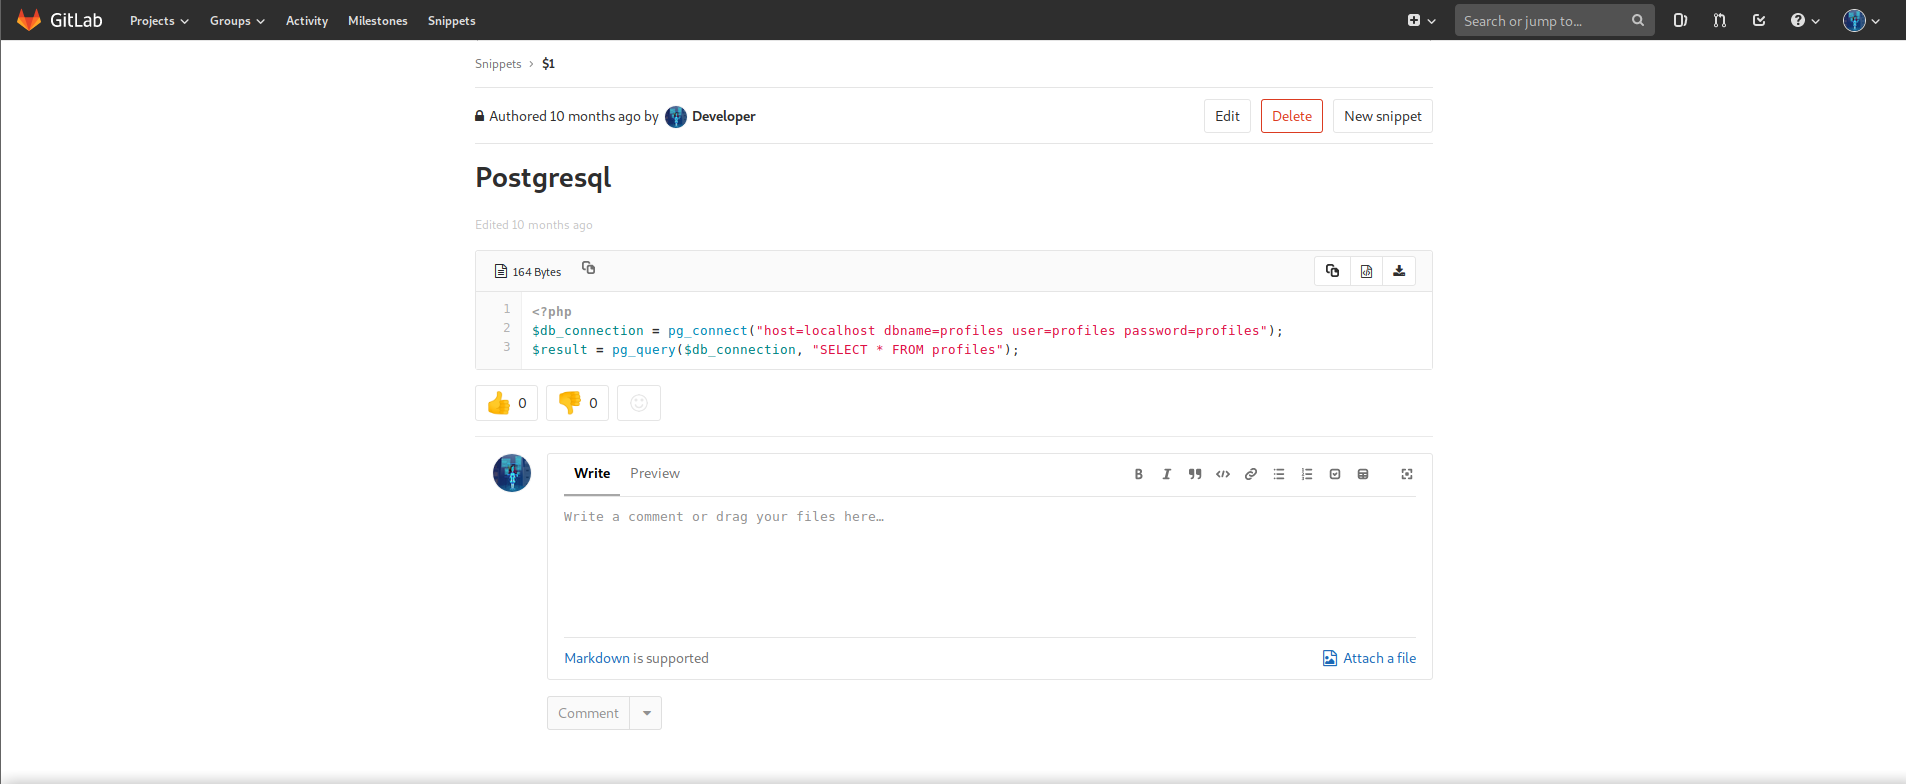 GitLab Projects Groups Activity Milestones Snippets Search or jump to...
Snippets › $1
Authored 10 months ago by Developer Edit Delete New snippet
Postgresql
Edited 10 months ago
164 Bytes
1 <?php
2 $db_connection = pg_connect("host=localhost dbname=profiles user=profiles password=profiles");
3 $result = pg_query($db_connection, "SELECT * FROM profiles");
0 0
Write Preview
Write a comment or drag your files here…
Markdown is supported Attach a file
Comment